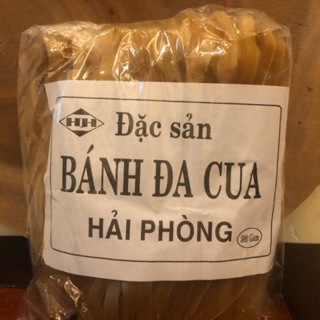 HH
Đặc sản
BÁNH ĐA CUA
HẢI PHÒNG
500 Gam